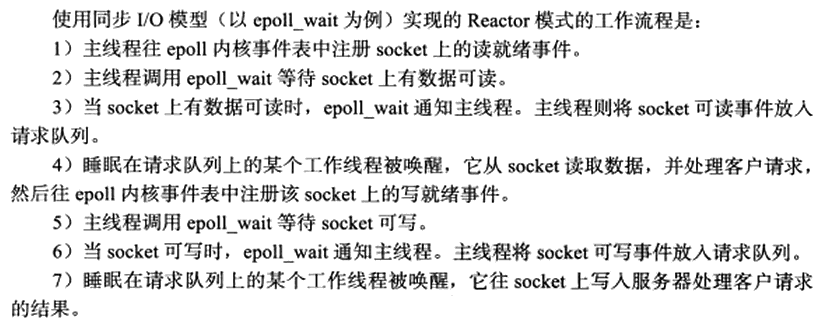 使用同步 I/O 模型（以 epoll_wait 为例）实现的 Reactor 模式的工作流程是：
1）主线程往 epoll 内核事件表中注册 socket 上的读就绪事件。
2）主线程调用 epoll_wait 等待 socket 上有数据可读。
3）当 socket 上有数据可读时，epoll_wait 通知主线程。主线程则将 socket 可读事件放入
请求队列。
4）睡眠在请求队列上的某个工作线程被唤醒，它从 socket 读取数据，并处理客户请求，
然后往 epoll 内核事件表中注册该 socket 上的写就绪事件。
5）主线程调用 epoll_wait 等待 socket 可写。
6）当 socket 可写时，epoll_wait 通知主线程。主线程将 socket 可写事件放入请求队列。
7）睡眠在请求队列上的某个工作线程被唤醒，它往 socket 上写入服务器处理客户请求
的结果。